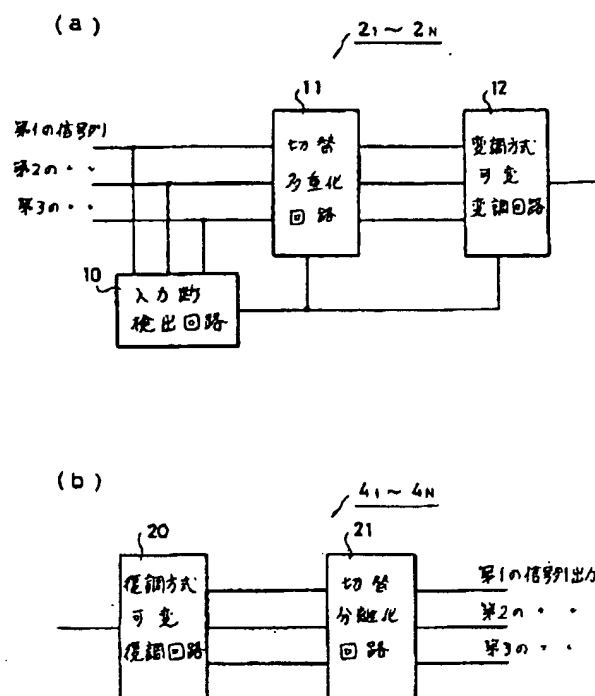 (a)
2₁~2N
11
12
第1の信号列
第2の 〃
第3の 〃
切替
多重化
回路
変調方式
可変
変調回路
10
入力断
検出回路
(b)
4₁~4N
20
21
復調方式
可変
復調回路
切替
分離化
回路
第1の信号列出力
第2の 〃
第3の 〃